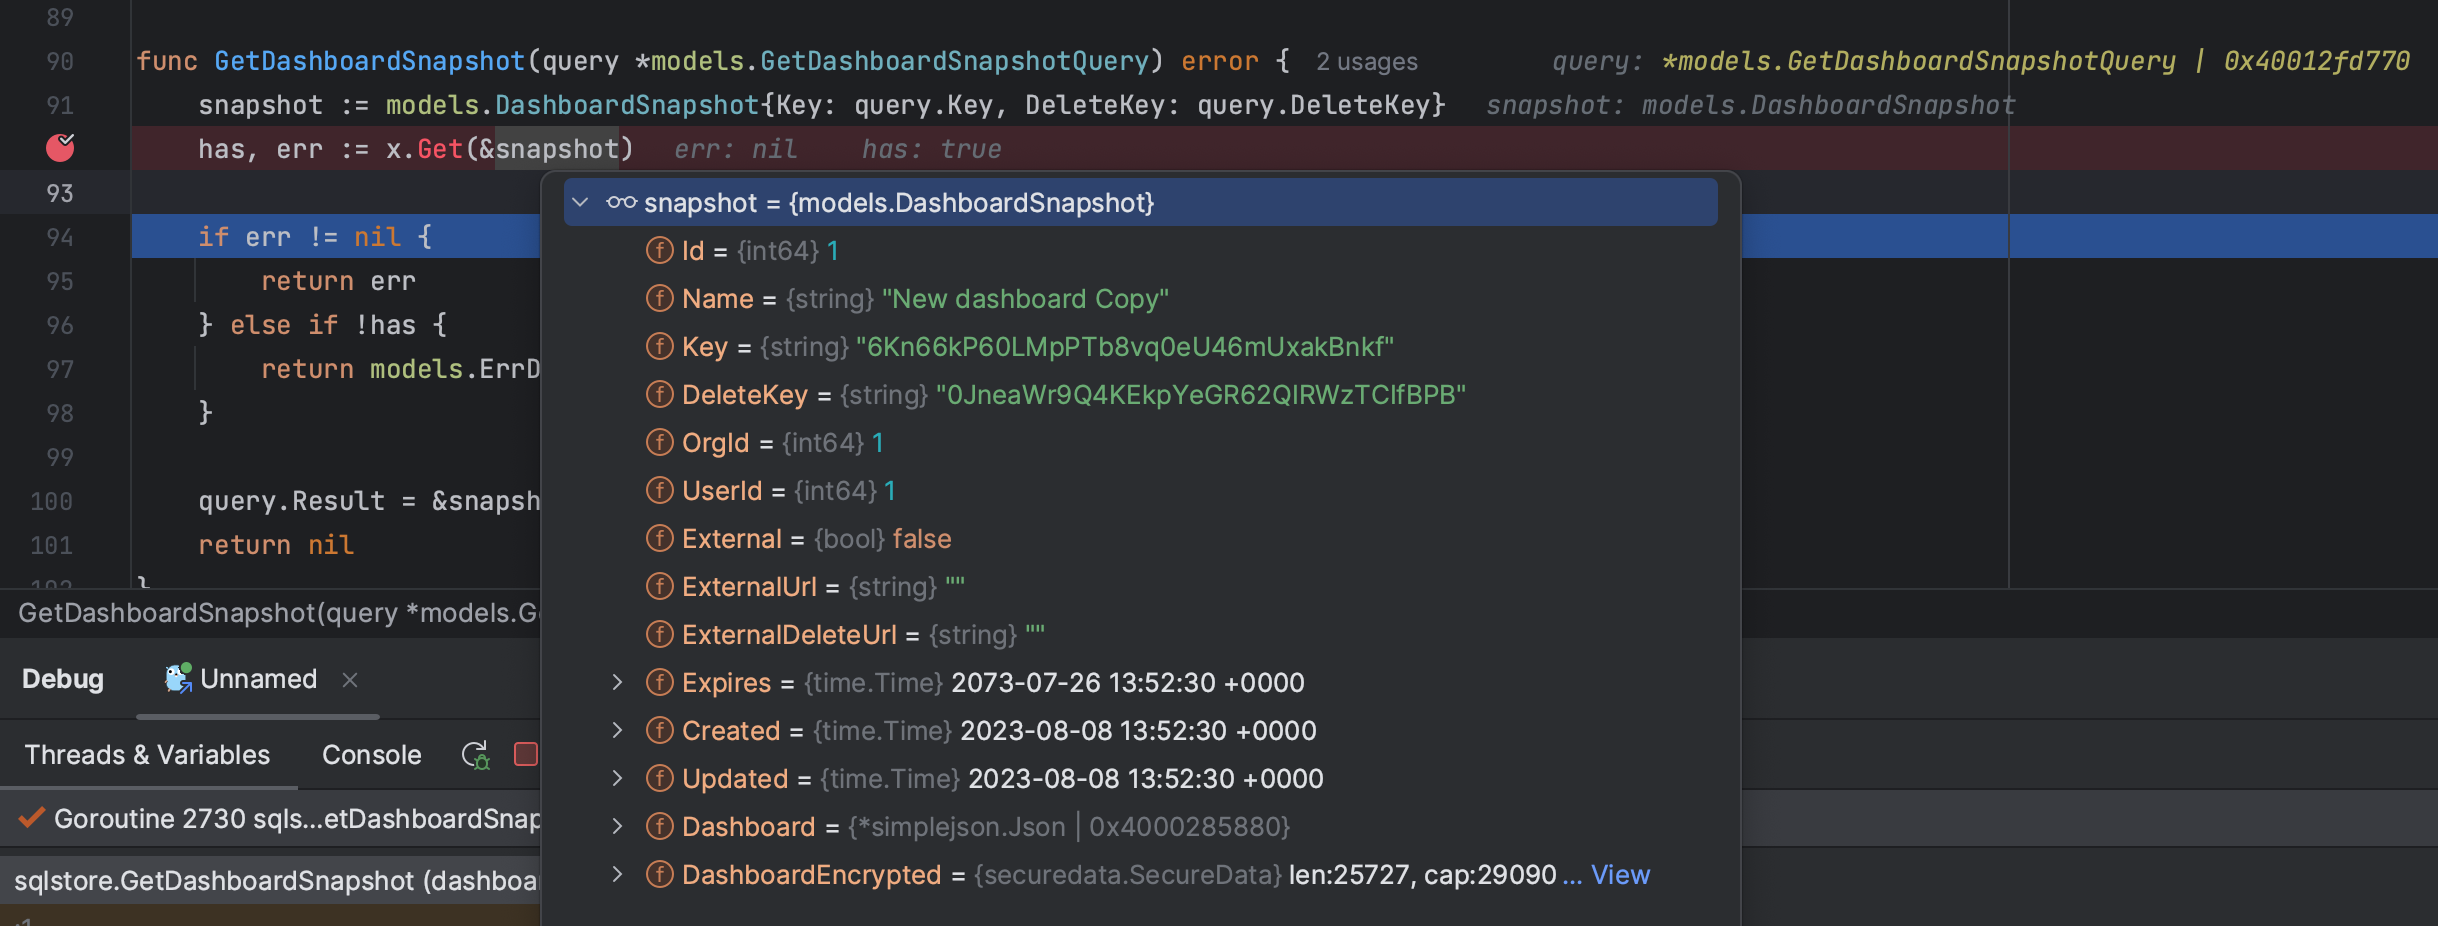 89
90 func GetDashboardSnapshot(query *models.GetDashboardSnapshotQuery) error { 2 usages query: *models.GetDashboardSnapshotQuery | 0x40012fd770
91 snapshot := models.DashboardSnapshot{Key: query.Key, DeleteKey: query.DeleteKey} snapshot: models.DashboardSnapshot
has, err := x.Get(&snapshot) err: nil has: true
93
snapshot = {models.DashboardSnapshot}
94 if err != nil {
Id = {int64} 1
95 return err
Name = {string} "New dashboard Copy"
96 } else if !has {
Key = {string} "6Kn66kP60LMpPTb8vq0eU46mUxakBnkf"
97 return models.ErrD
DeleteKey = {string} "0JneaWr9Q4KEkpYeGR62QIRWzTClfBPB"
98 }
OrgId = {int64} 1
99
UserId = {int64} 1
100 query.Result = &snapsh
External = {bool} false
101 return nil
ExternalUrl = {string} ""
102 }
GetDashboardSnapshot(query *models.Ge
ExternalDeleteUrl = {string} ""
Debug Unnamed ×
Expires = {time.Time} 2073-07-26 13:52:30 +0000
Created = {time.Time} 2023-08-08 13:52:30 +0000
Threads & Variables Console
Updated = {time.Time} 2023-08-08 13:52:30 +0000
Goroutine 2730 sqls...etDashboardSnap
Dashboard = {*simplejson.Json | 0x4000285880}
sqlstore.GetDashboardSnapshot (dashboa
DashboardEncrypted = {securedata.SecureData} len:25727, cap:29090 ... View